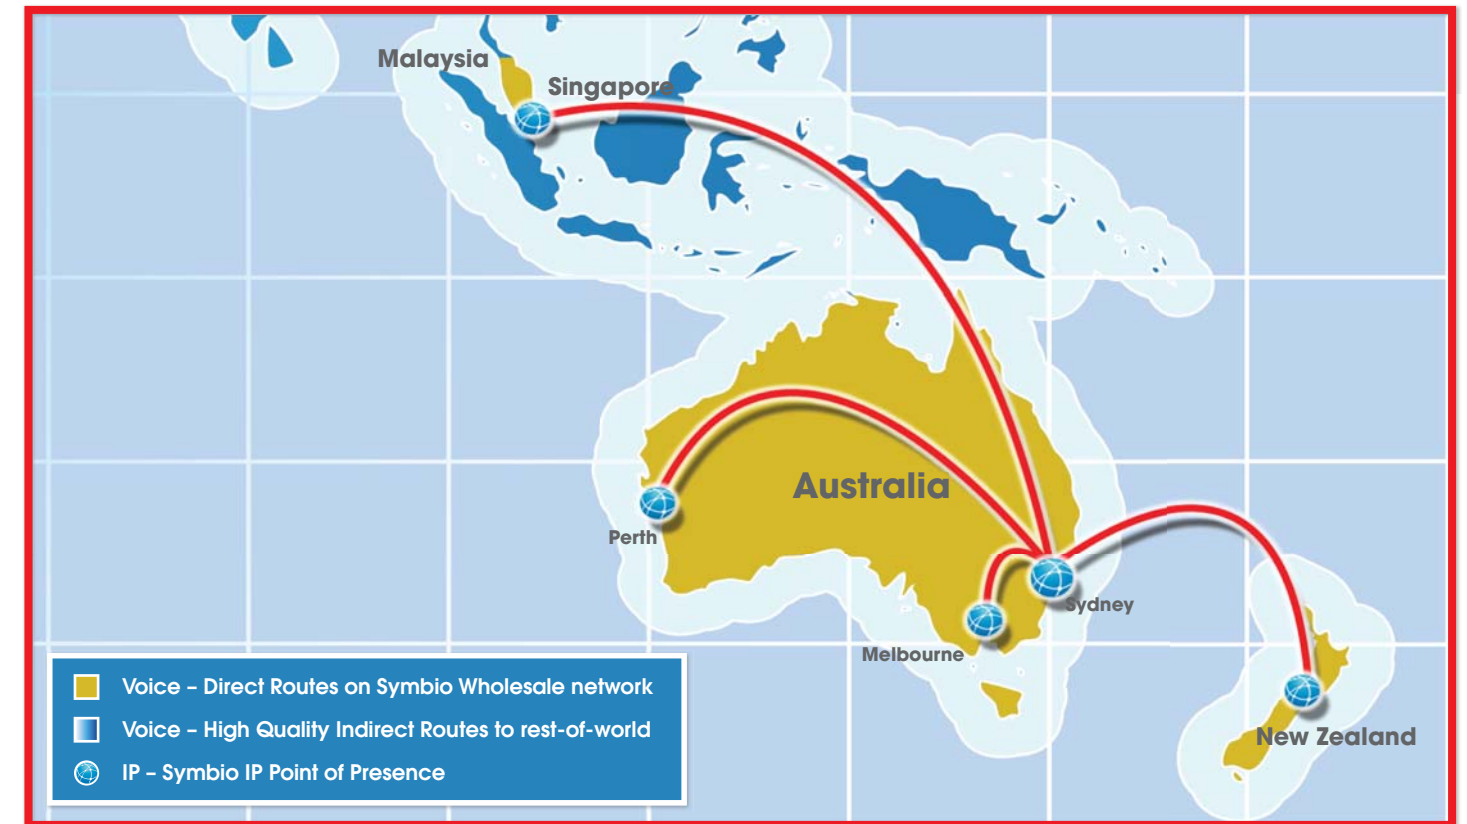 Malaysia
Singapore
Australia
Perth
Sydney
Melbourne
New Zealand
Voice – Direct Routes on Symbio Wholesale network
Voice – High Quality Indirect Routes to rest-of-world
IP – Symbio IP Point of Presence